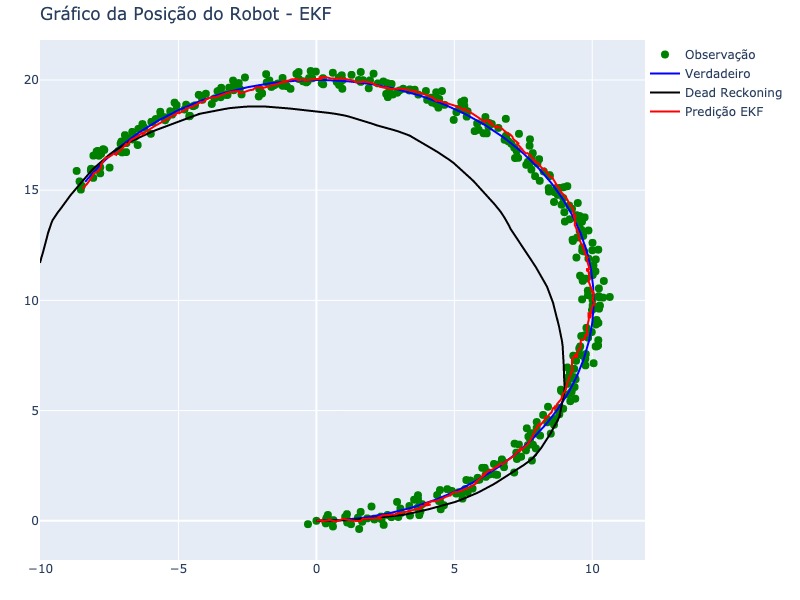 Gráfico da Posição do Robot - EKF
Observação
Verdadeiro
Dead Reckoning
Predição EKF
20
15
10
5
0
−10
−5
0
5
10